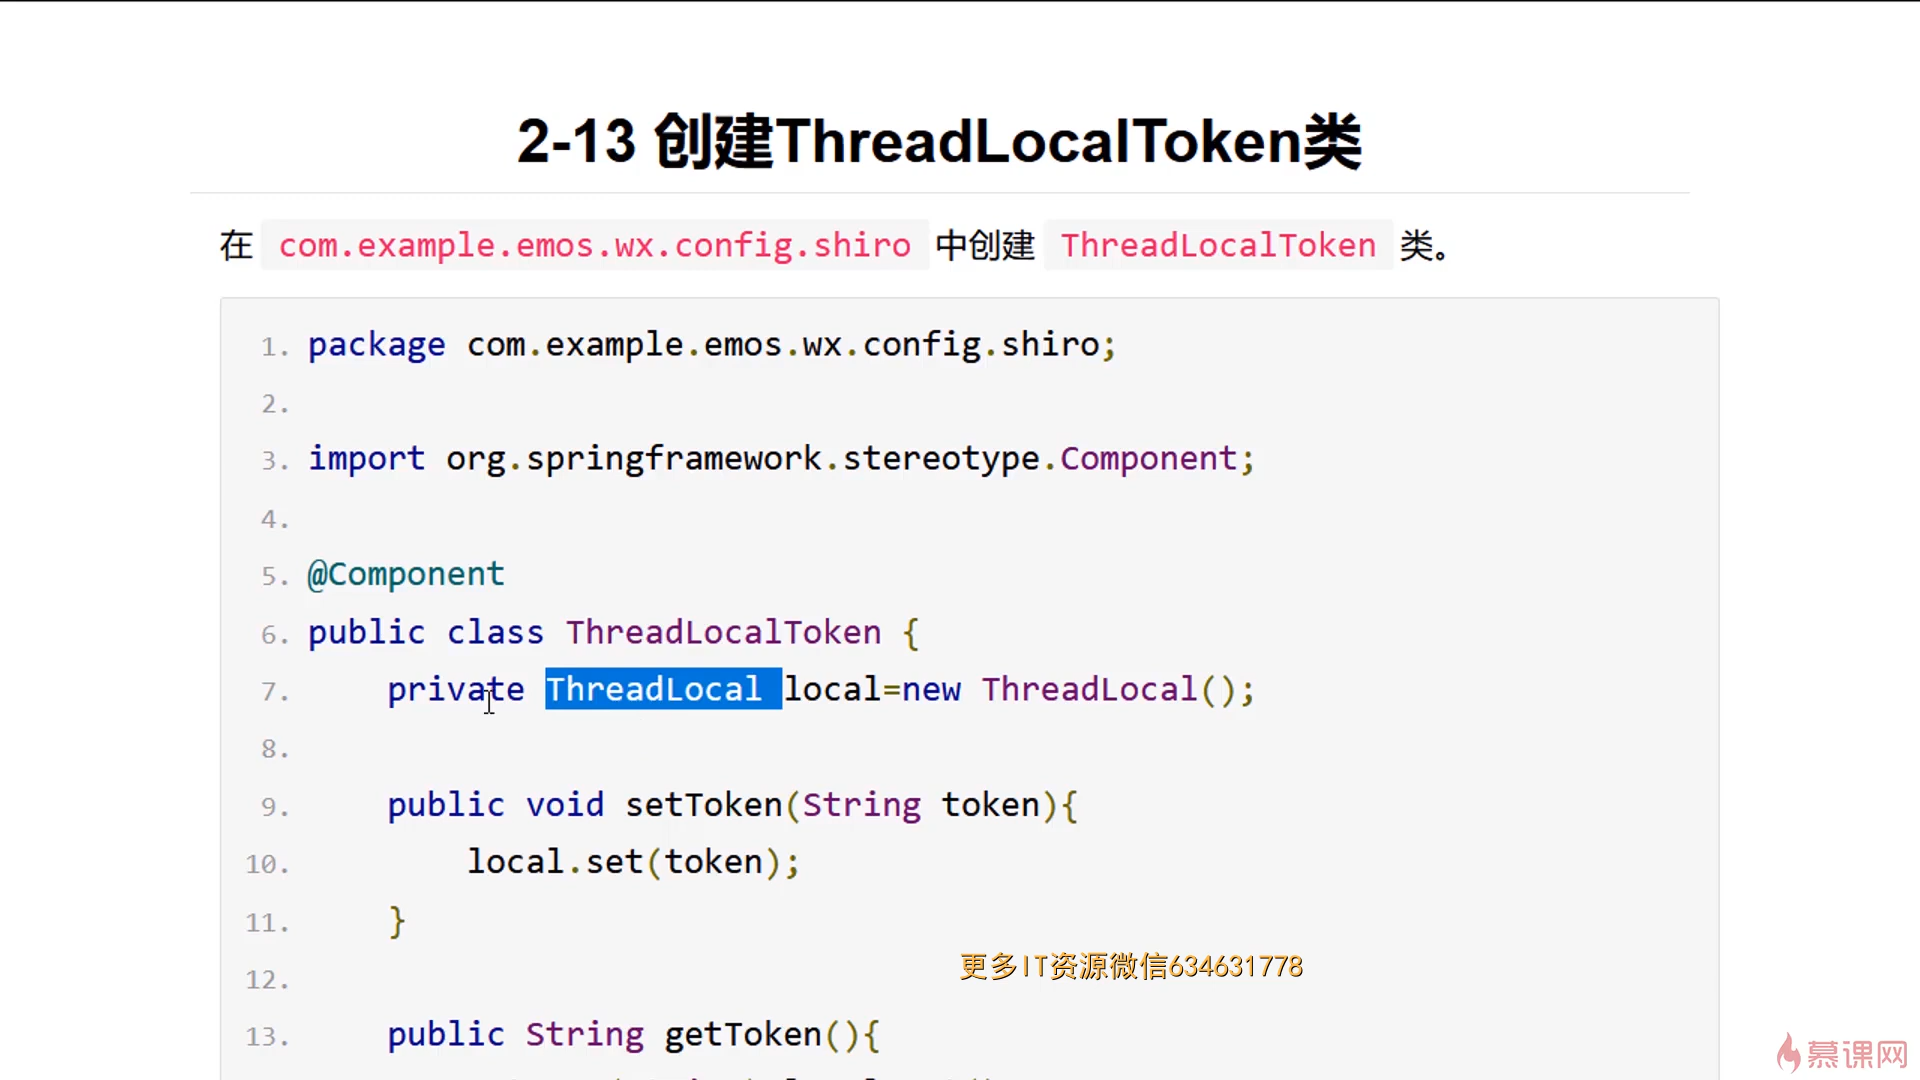 2-13 创建ThreadLocalToken类
在 com.example.emos.wx.config.shiro 中创建 ThreadLocalToken 类。
1. package com.example.emos.wx.config.shiro;
2.
3. import org.springframework.stereotype.Component;
4.
5. @Component
6. public class ThreadLocalToken {
7. private ThreadLocal local=new ThreadLocal();
8.
9. public void setToken(String token){
10. local.set(token);
11. }
12.
13. public String getToken(){
更多IT资源微信634631778
慕课网